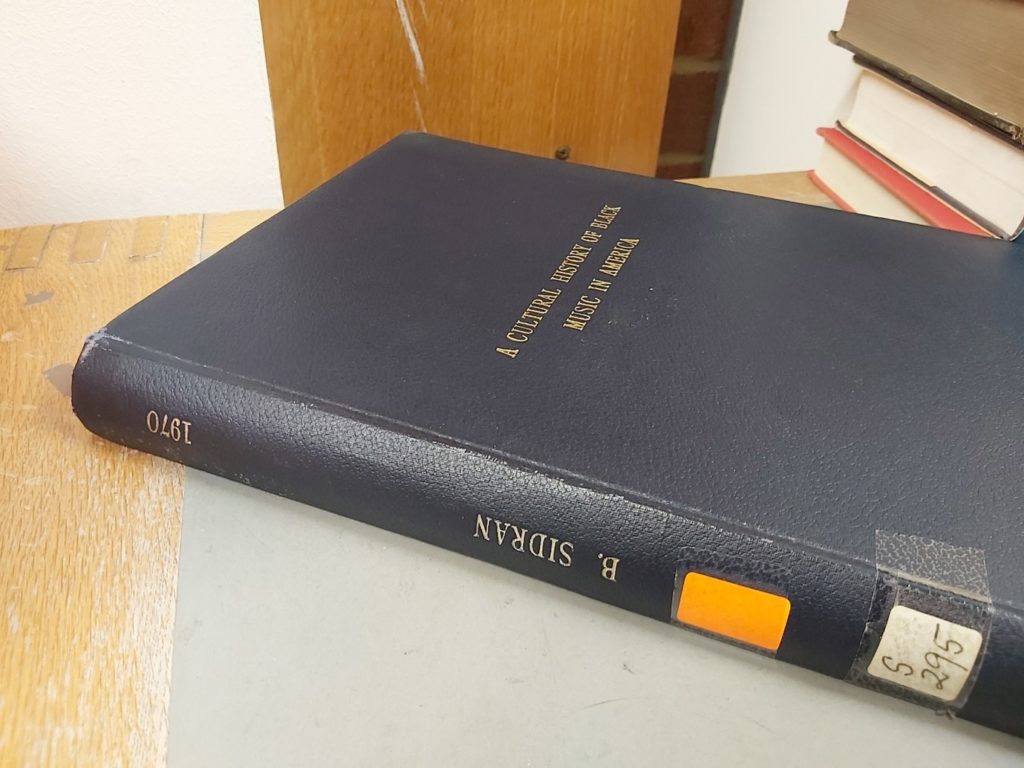 A CULTURAL HISTORY OF BLACK
MUSIC IN AMERICA
B. SIDRAN
1970
S
295